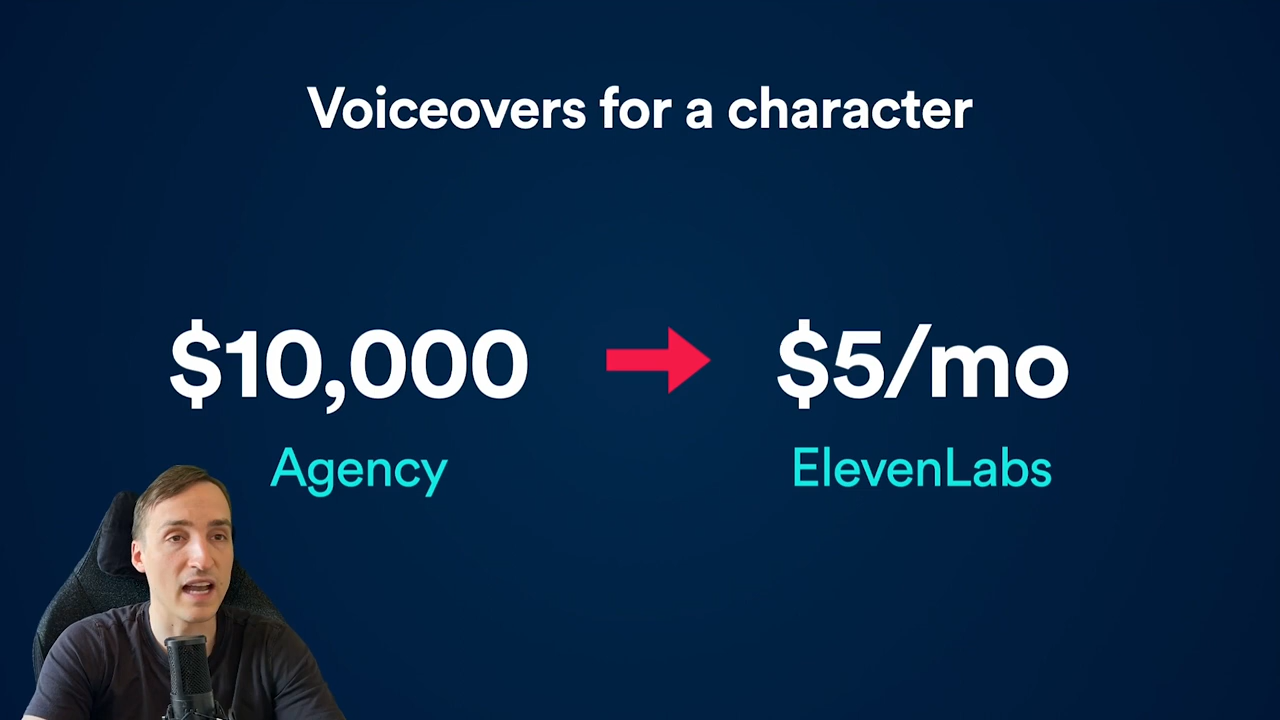 Voiceovers for a character
$10,000
$5/mo
Agency
ElevenLabs